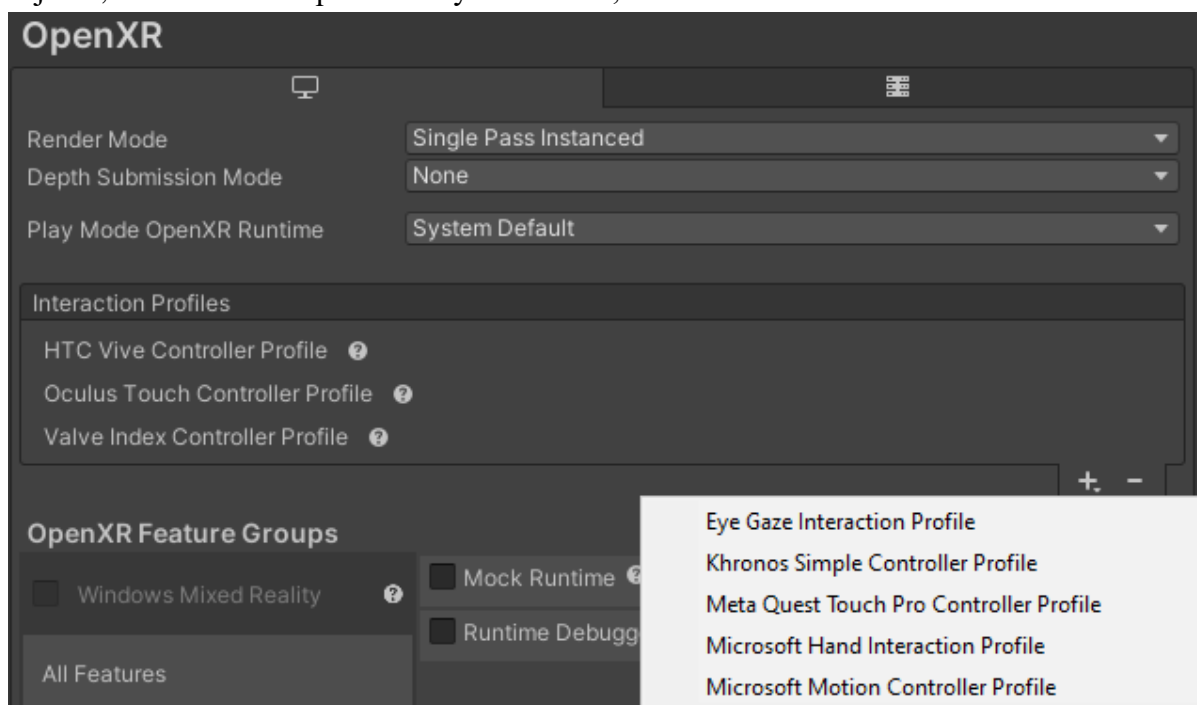 OpenXR
Render Mode Single Pass Instanced
Depth Submission Mode None
Play Mode OpenXR Runtime System Default
Interaction Profiles
HTC Vive Controller Profile
Oculus Touch Controller Profile
Valve Index Controller Profile
OpenXR Feature Groups
Windows Mixed Reality
All Features
Mock Runtime
Runtime Debugg
Eye Gaze Interaction Profile
Khronos Simple Controller Profile
Meta Quest Touch Pro Controller Profile
Microsoft Hand Interaction Profile
Microsoft Motion Controller Profile